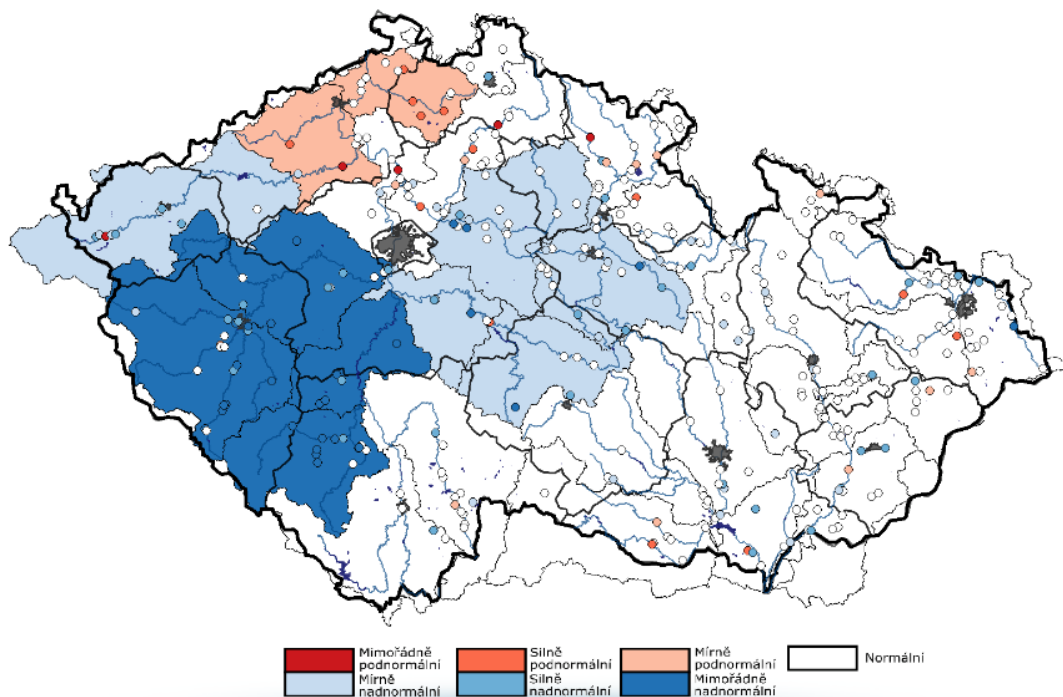 Mimořádně
podnormální
Silně
podnormální
Mírně
podnormální
Normální
Mírně
nadnormální
Silně
nadnormální
Mimořádně
nadnormální